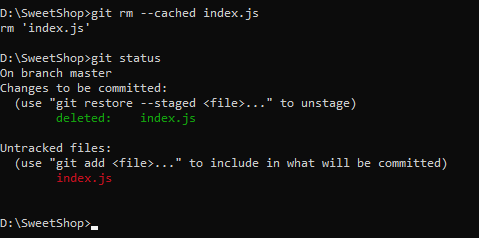 D:\SweetShop>git rm --cached index.js
rm 'index.js'
D:\SweetShop>git status
On branch master
Changes to be committed:
  (use "git restore --staged <file>..." to unstage)
        deleted:    index.js
Untracked files:
  (use "git add <file>..." to include in what will be committed)
        index.js
D:\SweetShop>